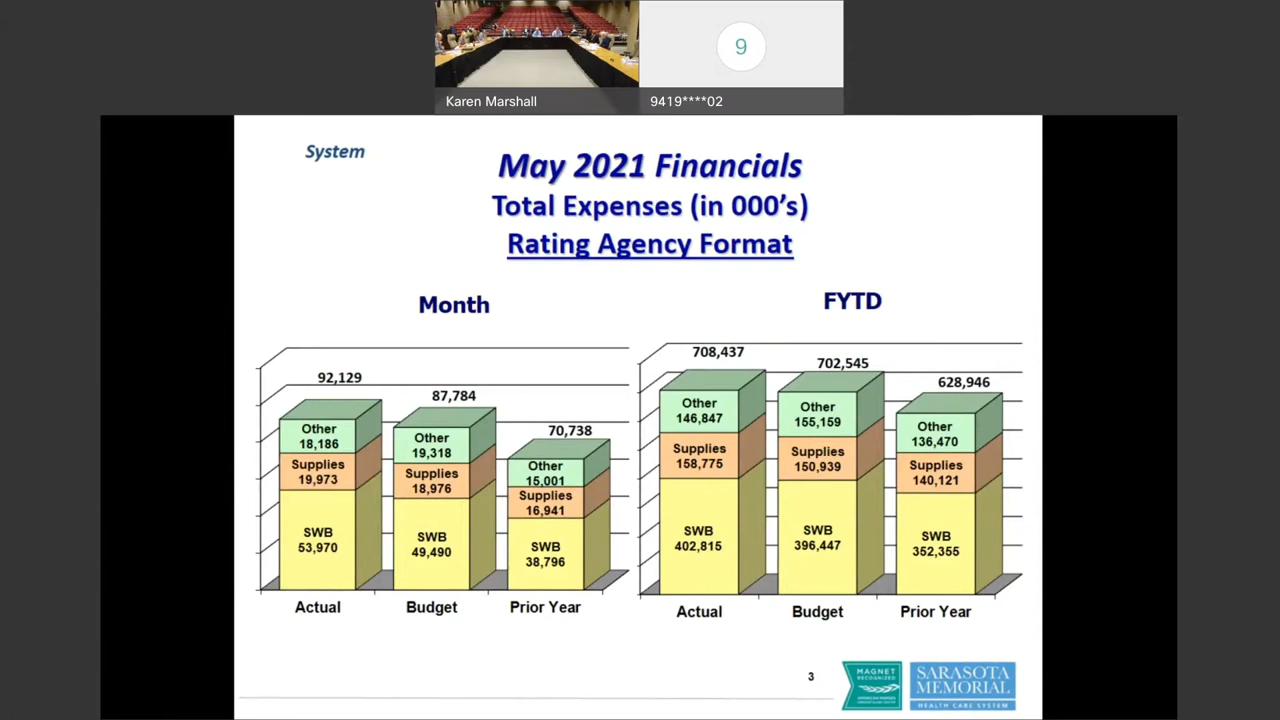 9
Karen Marshall
9419****02
System
May 2021 Financials
Total Expenses (in 000's)
Rating Agency Format
Month
FYTD
92,129
87,784
70,738
Other
18,186
Supplies
19,973
SWB
53,970
Other
19,318
Supplies
18,976
SWB
49,490
Other
15,001
Supplies
16,941
SWB
38,796
Actual
Budget
Prior Year
708,437
702,545
628,946
Other
146,847
Supplies
158,775
SWB
402,815
Other
155,159
Supplies
150,939
SWB
396,447
Other
136,470
Supplies
140,121
SWB
352,355
Actual
Budget
Prior Year
3
MAGNET
RECOGNIZED
SARASOTA
MEMORIAL
HEALTH CARE SYSTEM